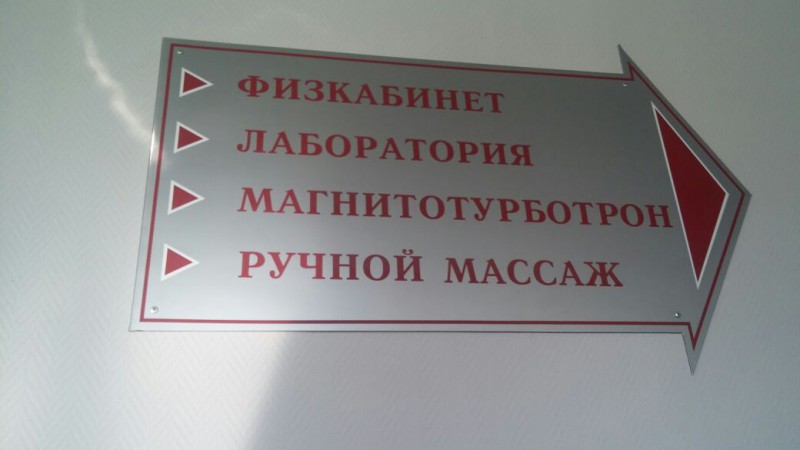 ФИЗКАБИНЕТ
ЛАБОРАТОРИЯ
МАГНИТОТУРБОТРОН
РУЧНОЙ МАССАЖ